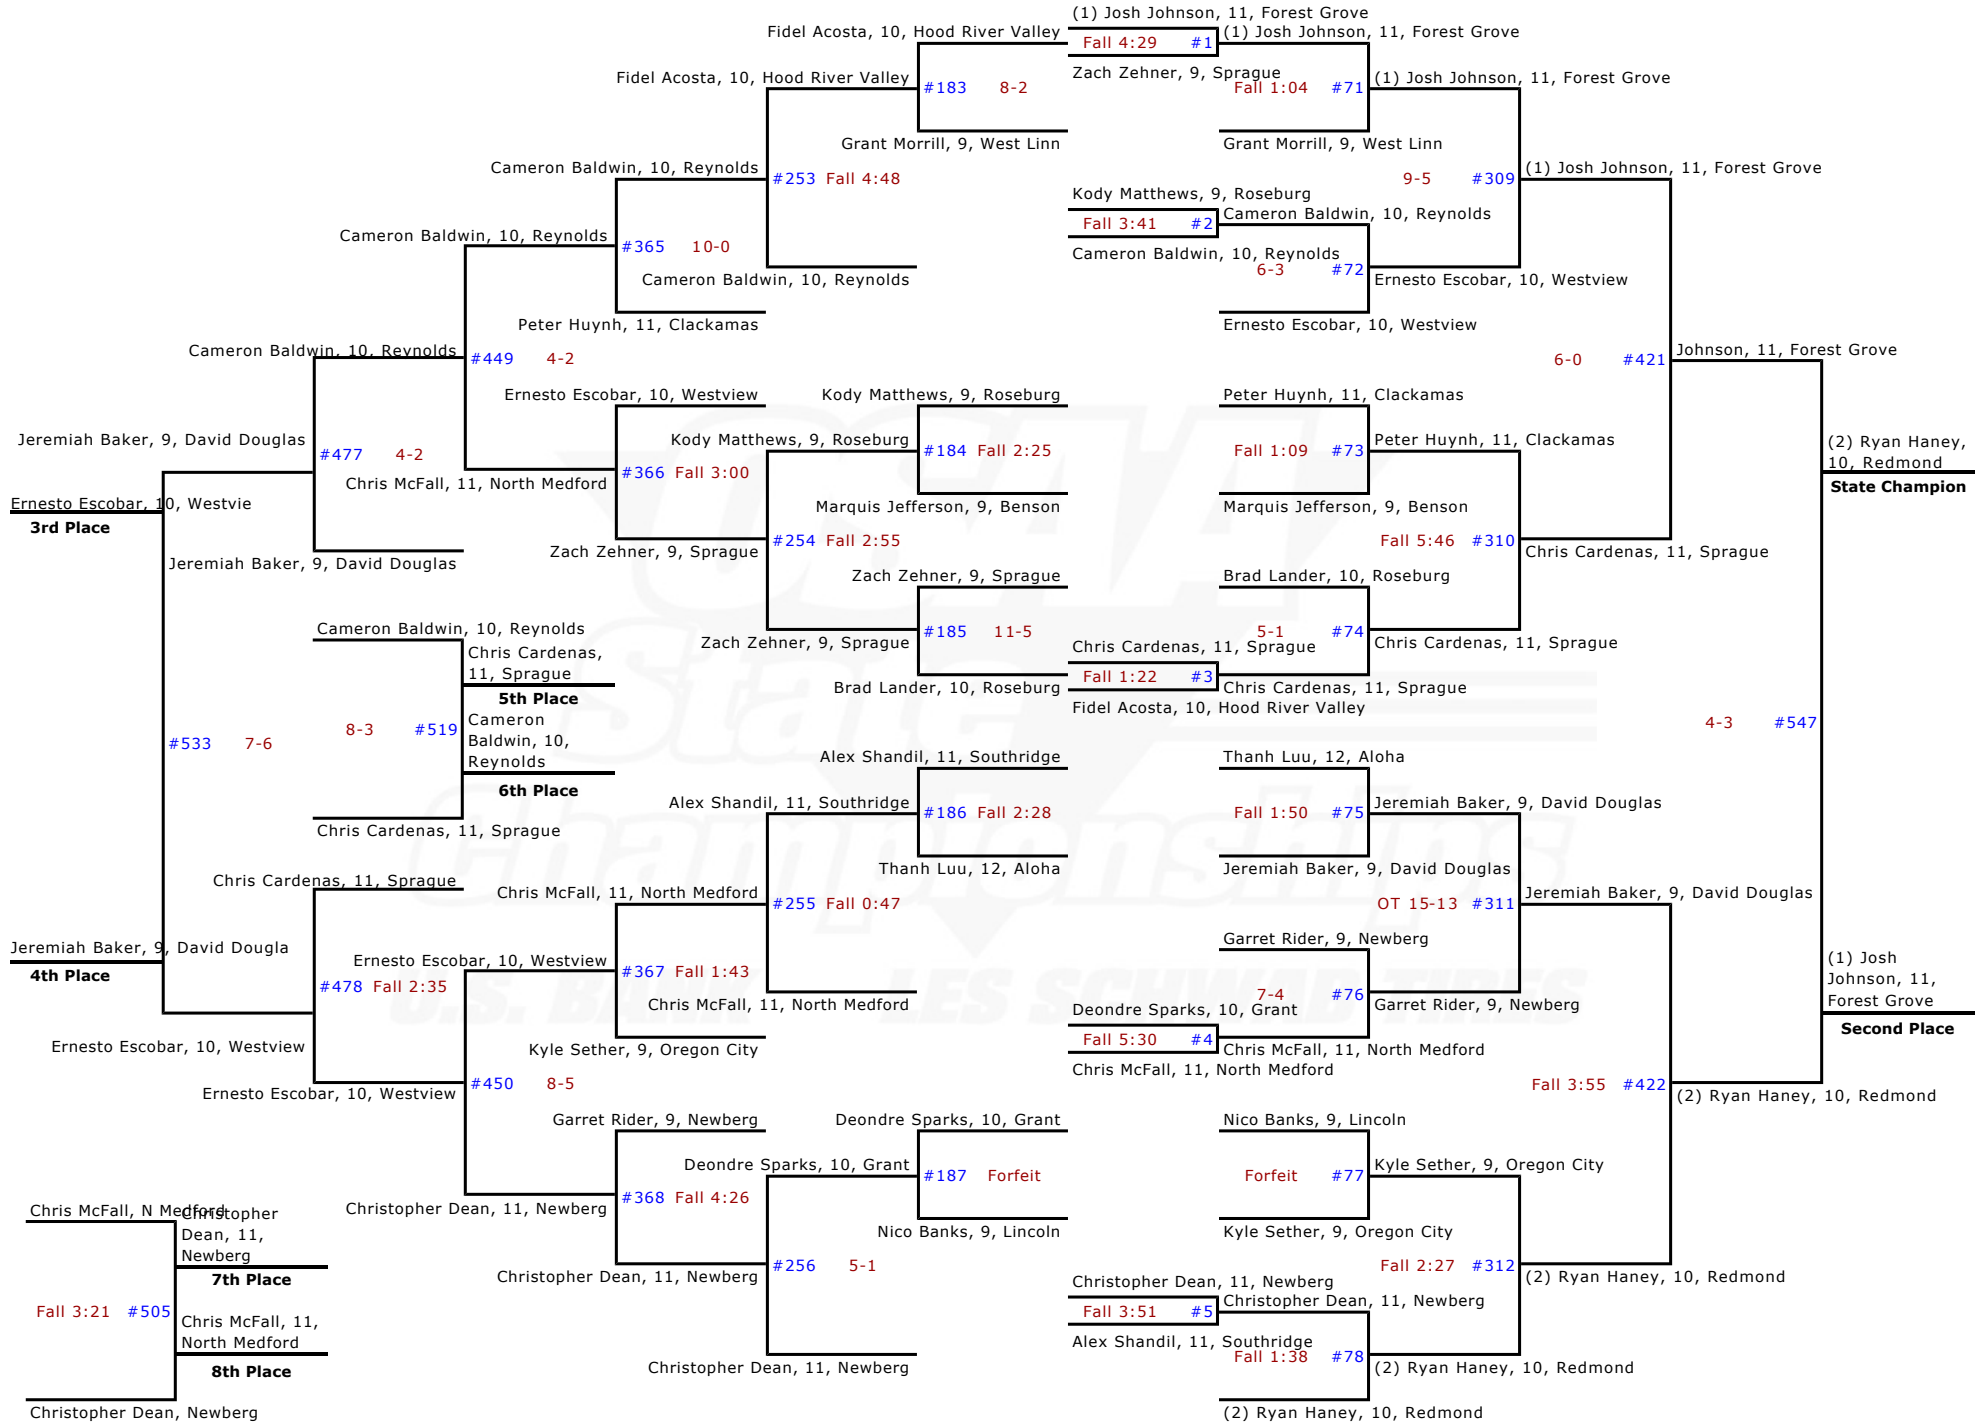 (1) Josh Johnson, 11, Forest Grove
Fidel Acosta, 10, Hood River Valley
Fall 4:29 #1
(1) Josh Johnson, 11, Forest Grove
Zach Zehner, 9, Sprague
Fidel Acosta, 10, Hood River Valley
#183 8-2
Fall 1:04 #71
(1) Josh Johnson, 11, Forest Grove
Grant Morrill, 9, West Linn
Grant Morrill, 9, West Linn
Cameron Baldwin, 10, Reynolds
#253 Fall 4:48
9-5 #309
(1) Josh Johnson, 11, Forest Grove
Kody Matthews, 9, Roseburg
Fall 3:41 #2
Cameron Baldwin, 10, Reynolds
Cameron Baldwin, 10, Reynolds
Cameron Baldwin, 10, Reynolds
#365 10-0
6-3 #72
Cameron Baldwin, 10, Reynolds
Ernesto Escobar, 10, Westview
Peter Huynh, 11, Clackamas
Ernesto Escobar, 10, Westview
Cameron Baldwin, 10, Reynolds
#449 4-2
6-0 #421
Johnson, 11, Forest Grove
Ernesto Escobar, 10, Westview
Kody Matthews, 9, Roseburg
Peter Huynh, 11, Clackamas
Jeremiah Baker, 9, David Douglas
Kody Matthews, 9, Roseburg
#184 Fall 2:25
Fall 1:09 #73
Peter Huynh, 11, Clackamas
(2) Ryan Haney,
10, Redmond
State Champion
#477 4-2
Chris McFall, 11, North Medford
#366 Fall 3:00
Ernesto Escobar, 10, Westvie
3rd Place
Marquis Jefferson, 9, Benson
Marquis Jefferson, 9, Benson
Zach Zehner, 9, Sprague
#254 Fall 2:55
Fall 5:46 #310
Chris Cardenas, 11, Sprague
Jeremiah Baker, 9, David Douglas
Zach Zehner, 9, Sprague
Brad Lander, 10, Roseburg
OSAA
State
Championships
U.S. BANK LES SCHWAB TIRES
Cameron Baldwin, 10, Reynolds
Zach Zehner, 9, Sprague
#185 11-5
5-1 #74
Chris Cardenas, 11, Sprague
Chris Cardenas, 11, Sprague
Chris Cardenas,
11, Sprague
5th Place
Fall 1:22 #3
Brad Lander, 10, Roseburg
Chris Cardenas, 11, Sprague
Fidel Acosta, 10, Hood River Valley
#533 7-6
8-3 #519
Cameron
Baldwin, 10,
Reynolds
6th Place
4-3 #547
Alex Shandil, 11, Southridge
Thanh Luu, 12, Aloha
Alex Shandil, 11, Southridge
#186 Fall 2:28
Fall 1:50 #75
Jeremiah Baker, 9, David Douglas
Chris Cardenas, 11, Sprague
Thanh Luu, 12, Aloha
Jeremiah Baker, 9, David Douglas
Chris Cardenas, 11, Sprague
Chris McFall, 11, North Medford
#255 Fall 0:47
OT 15-13 #311
Jeremiah Baker, 9, David Douglas
Jeremiah Baker, 9, David Dougla
4th Place
Garret Rider, 9, Newberg
Ernesto Escobar, 10, Westview
#367 Fall 1:43
#478 Fall 2:35
7-4 #76
Chris McFall, 11, North Medford
Garret Rider, 9, Newberg
Deondre Sparks, 10, Grant
(1) Josh
Johnson, 11,
Forest Grove
Second Place
Fall 5:30 #4
Ernesto Escobar, 10, Westview
Kyle Sether, 9, Oregon City
Chris McFall, 11, North Medford
Chris McFall, 11, North Medford
Ernesto Escobar, 10, Westview
#450 8-5
Fall 3:55 #422
(2) Ryan Haney, 10, Redmond
Garret Rider, 9, Newberg
Deondre Sparks, 10, Grant
Nico Banks, 9, Lincoln
Deondre Sparks, 10, Grant
#187 Forfeit
Forfeit #77
Kyle Sether, 9, Oregon City
Christopher Dean, 11, Newberg
#368 Fall 4:26
Chris McFall, N Medford
Christopher
Dean, 11,
Newberg
7th Place
Nico Banks, 9, Lincoln
Kyle Sether, 9, Oregon City
Christopher Dean, 11, Newberg
#256 5-1
Fall 2:27 #312
(2) Ryan Haney, 10, Redmond
Christopher Dean, 11, Newberg
Fall 3:51 #5
Christopher Dean, 11, Newberg
Fall 3:21 #505
Chris McFall, 11,
North Medford
8th Place
Alex Shandil, 11, Southridge
Fall 1:38 #78
Christopher Dean, 11, Newberg
(2) Ryan Haney, 10, Redmond
Christopher Dean, Newberg
(2) Ryan Haney, 10, Redmond